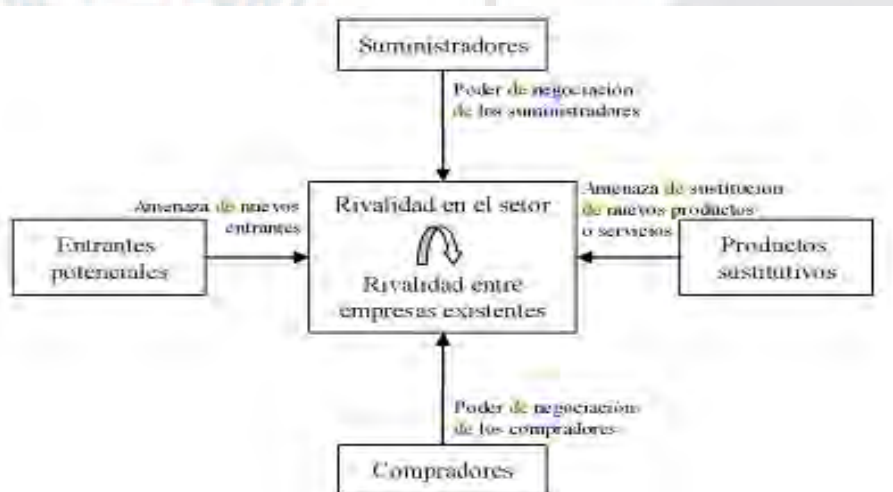 Suministradores
Poder de negociación
de los suministradores
Amenaza de nuevos
entrantes
Rivalidad en el setor
Amenaza de sustitucion
de nuevos productos
o servicios
Entrantes
potenciales
Rivalidad entre
empresas existentes
Productos
sustitutivos
Poder de negociación
de los compradores
Compradores